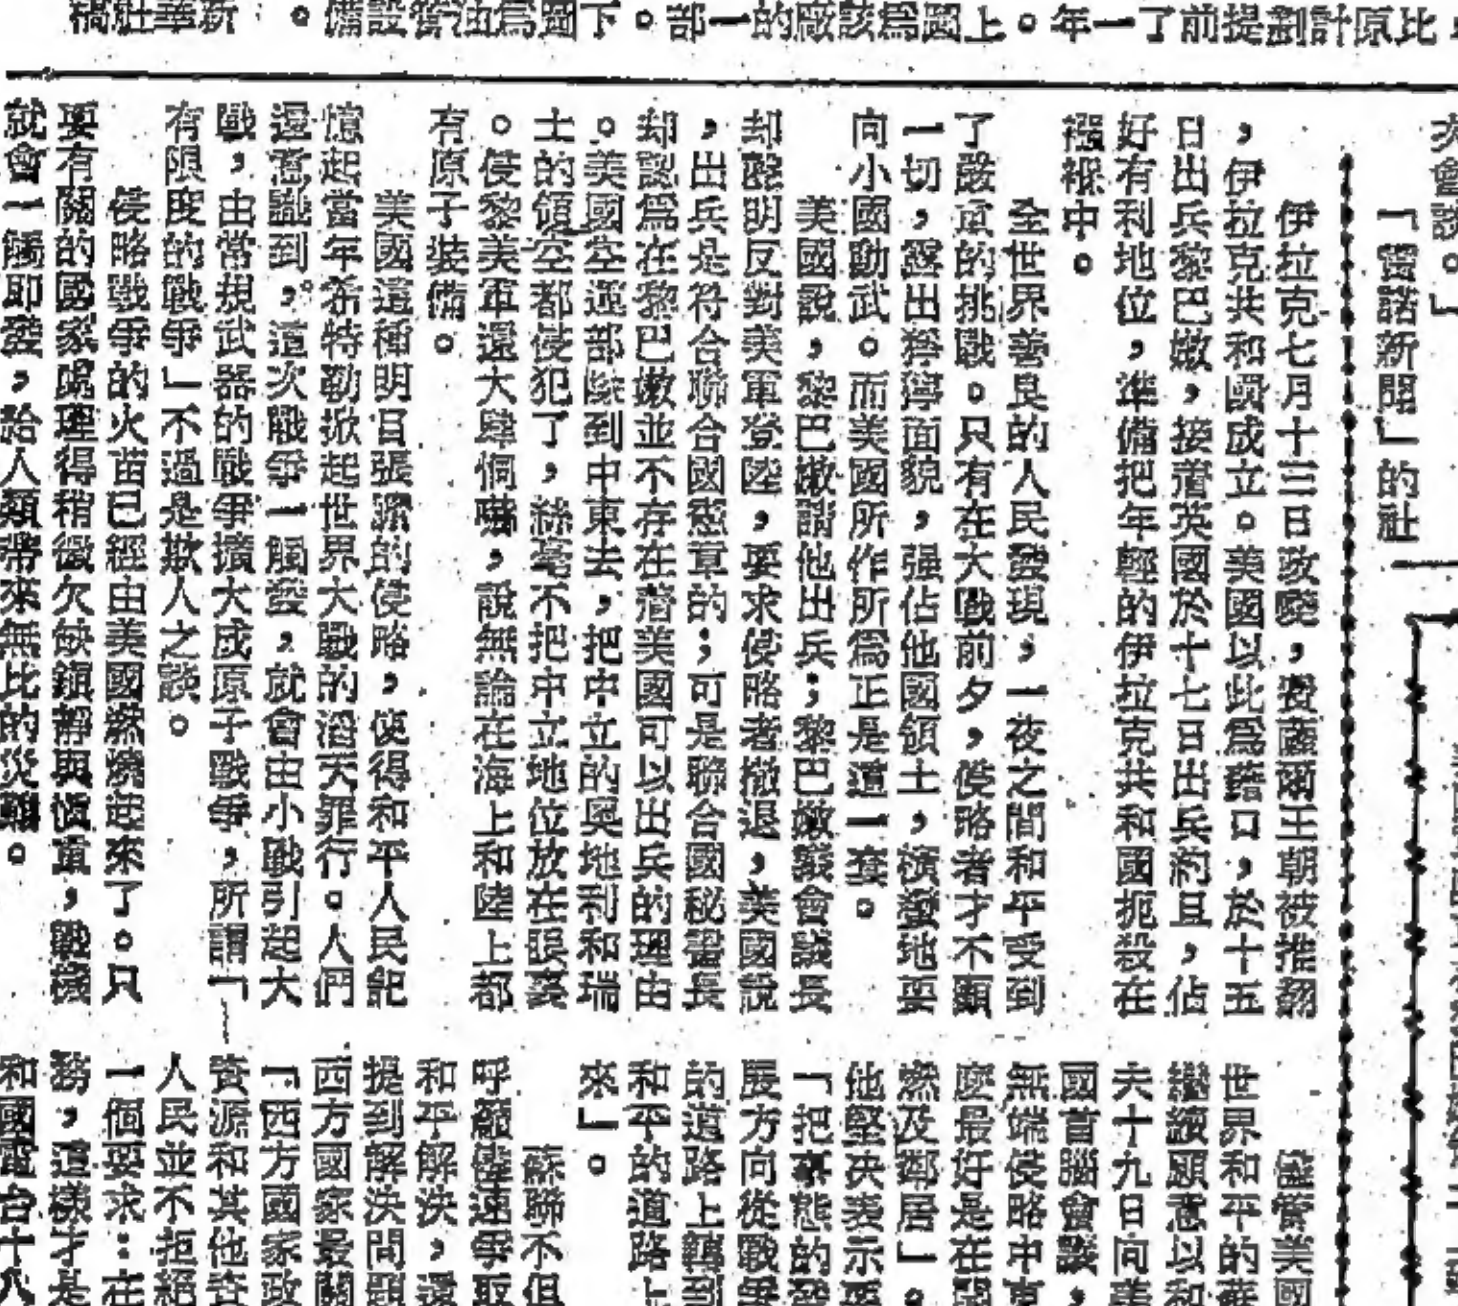 年。上圖爲該廠的一部。下圖爲油管設備。 新華社稿
比原計劃提前了一
次會談。」
「費諾新聞」的社
伊拉克七月十三日政變,費薩爾王朝被推翻
,伊拉克共和國成立。美國以此爲藉口,於十五
日出兵黎巴嫩,接着英國於十七日出兵約旦,佔
好有利地位,準備把年輕的伊拉克共和國扼殺在
襁褓中。
全世界善良的人民發現,一夜之間和平受到
了嚴重的挑戰。只有在大戰前夕,侵略者才不顧
一切,露出猙獰面貌,强佔他國領土,橫蠻地要
向小國動武。而美國所作所爲正是這一套。
美國說,黎巴嫩請他出兵;黎巴嫩議會議長
却聲明反對美軍登陸,要求侵略者撤退,美國說
,出兵是符合聯合國憲章的;可是聯合國秘書長
却認爲在黎巴嫩並不存在着美國可以出兵的理由
。美國空運部隊到中東去,把中立的奥地利和瑞
士的領空都侵犯了,絲毫不把中立地位放在眼裏
。侵黎美軍還大肆恫嚇,說無論在海上和陸上都
有原子裝備。
美國這種明目張膽的侵略,使得和平人民記
憶起當年希特勒掀起世界大戰的滔天罪行。人們
還意識到,這次戰爭一觸發,就會由小戰引起大
戰,由常規武器的戰爭擴大成原子戰爭,所謂「
有限度的戰爭」不過是欺人之談。
侵略戰爭的火苗已經由美國燃燒起來了。只
要有關的國家處理得稍微欠缺鎮靜與慎重,戰禍
就會一觸即發,給人類帶來無比的災難。
儘管美國
世界和平的蘇
繼續願意以和
夫十九日向美
國首腦會議,
無端侵略中東
麼最好是在
燃及鄰居」。
他堅決表示要
「把事態的發
展方向從戰爭
的道路上轉到
和平的道路上
來」。
蘇聯不但
呼籲儘速爭取
和平解決,還
提到解決問題
西方國家最關
「西方國家政
資源和其他資
人民並不拒絕
一個要求:在
務,這樣才是
和國電台十八